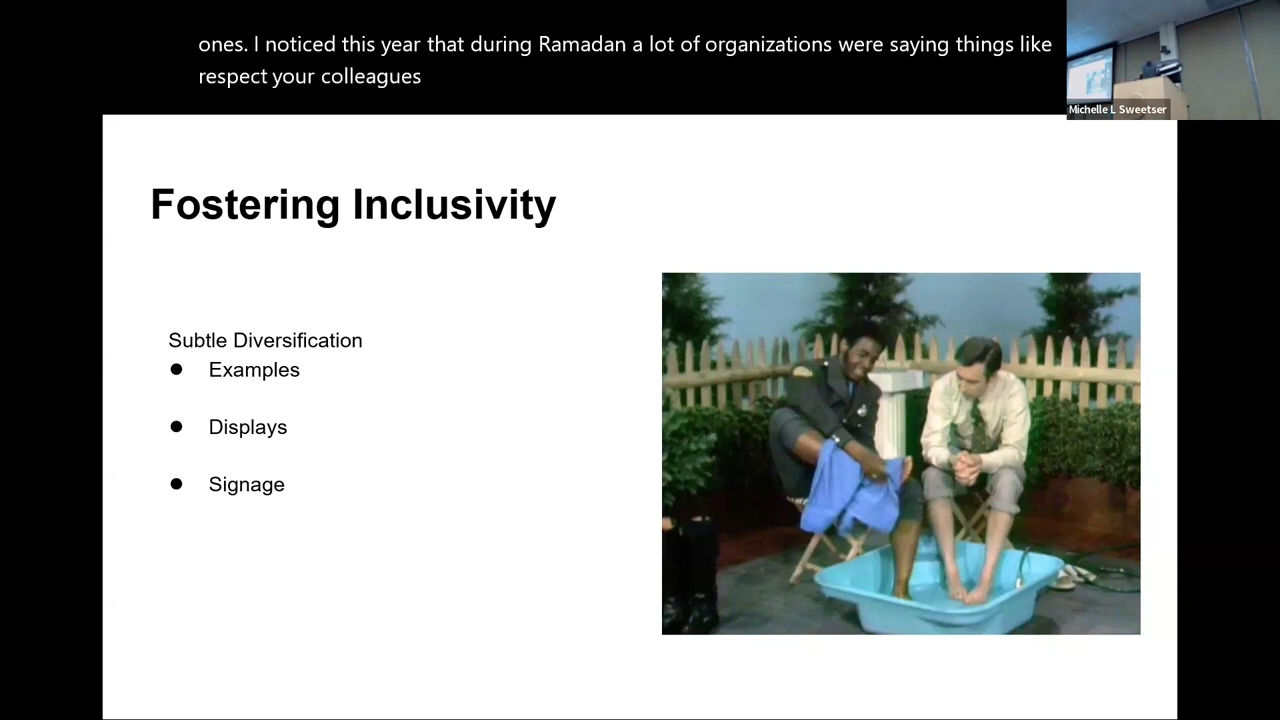 ones. I noticed this year that during Ramadan a lot of organizations were saying things like
respect your colleagues
Michelle L Sweetser
Fostering Inclusivity
Subtle Diversification
● Examples
● Displays
● Signage